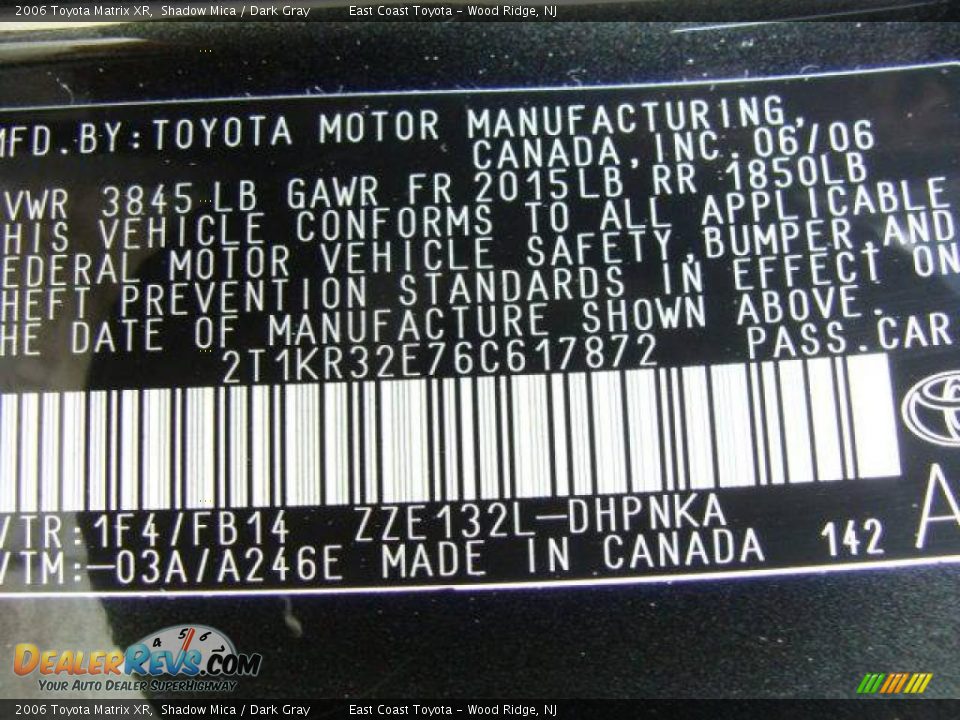 2006 Toyota Matrix XR, Shadow Mica / Dark Gray East Coast Toyota - Wood Ridge, NJ
MFD.BY:TOYOTA MOTOR MANUFACTURING,
CANADA,INC. 06/06
VWR 3845 LB GAWR FR 2015LB RR 1850LB
HIS VEHICLE CONFORMS TO ALL APPLICABLE
EDERAL MOTOR VEHICLE SAFETY,BUMPER,AND
HEFT PREVENTION STANDARDS IN EFFECT ON
HE DATE OF MANUFACTURE SHOWN ABOVE.
2T1KR32E76C617872 PASS.CAR
/TR:1F4/FB14 ZZE132L-DHPNKA
/TM:-03A/A246E MADE IN CANADA 142 A
4 5 6
DEALERREVS.COM
YOUR AUTO DEALER SUPERHIGHWAY
2006 Toyota Matrix XR, Shadow Mica / Dark Gray East Coast Toyota - Wood Ridge, NJ